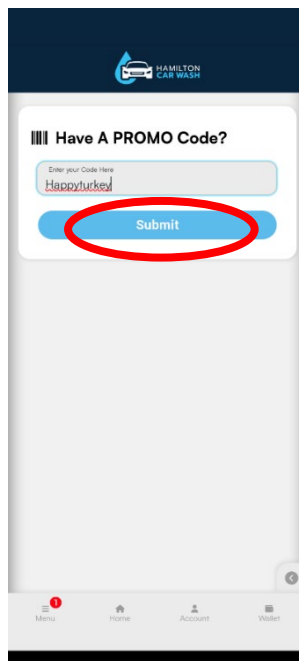 HAMILTON
CAR WASH
Have A PROMO Code?
Enter your Code Here
Happyturkey
Submit
1
Menu Home Account Wallet